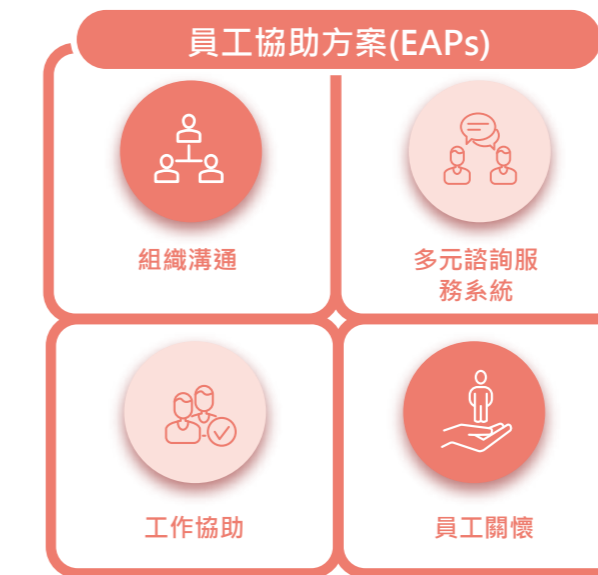 員工協助方案(EAPs)
組織溝通
多元諮詢服
務系統
工作協助
員工關懷